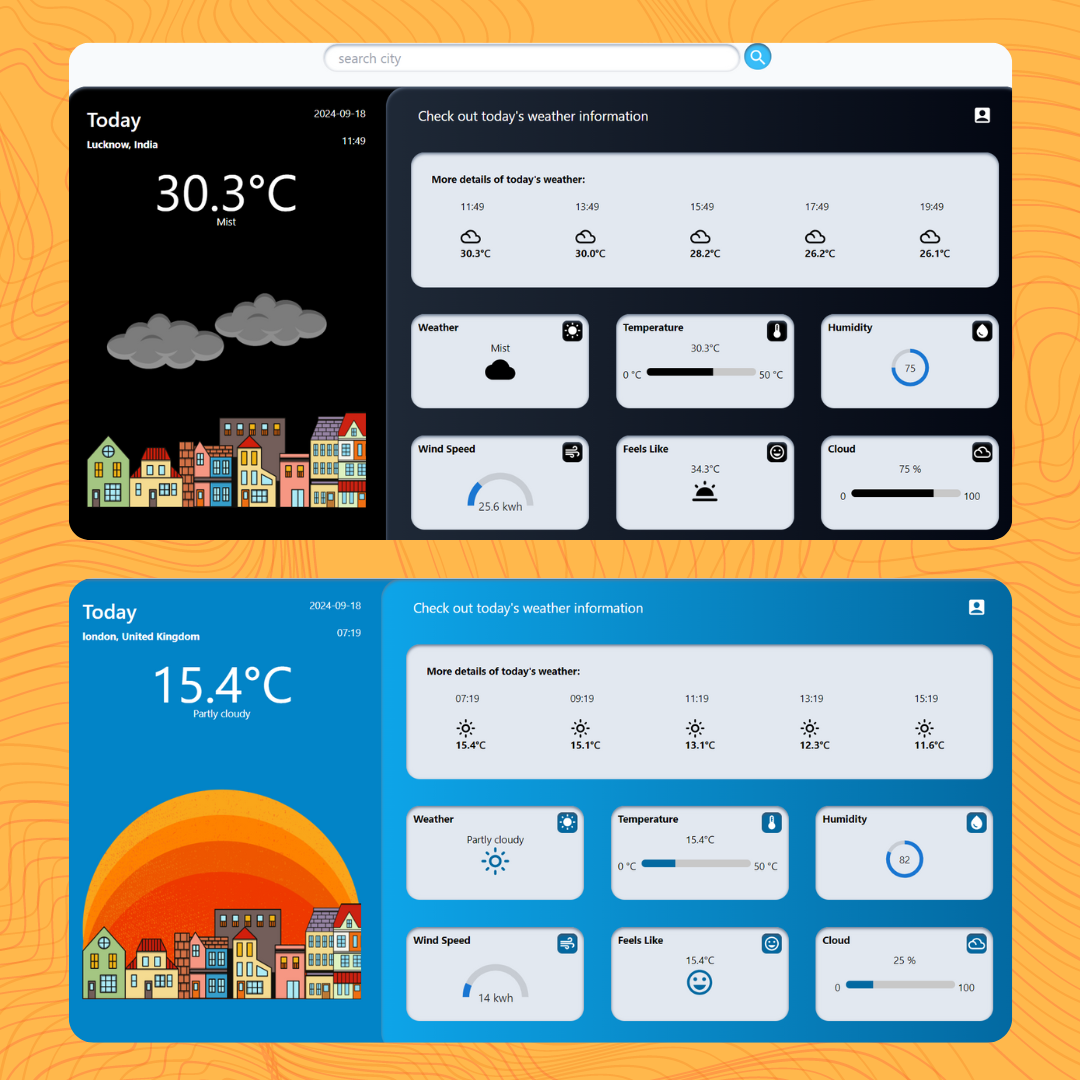 search city
Today
2024-09-18
Lucknow, India
11:49
30.3°C
Mist
Check out today's weather information
More details of today's weather:
11:49 13:49 15:49 17:49 19:49
30.3°C 30.0°C 28.2°C 26.2°C 26.1°C
Weather
Mist
Temperature
30.3°C
0 °C 50 °C
Humidity
75
Wind Speed
25.6 kwh
Feels Like
34.3°C
Cloud
75 %
0 100
Today
2024-09-18
london, United Kingdom
07:19
15.4°C
Partly cloudy
Check out today's weather information
More details of today's weather:
07:19 09:19 11:19 13:19 15:19
15.4°C 15.1°C 13.1°C 12.3°C 11.6°C
Weather
Partly cloudy
Temperature
15.4°C
0 °C 50 °C
Humidity
82
Wind Speed
14 kwh
Feels Like
15.4°C
Cloud
25 %
0 100